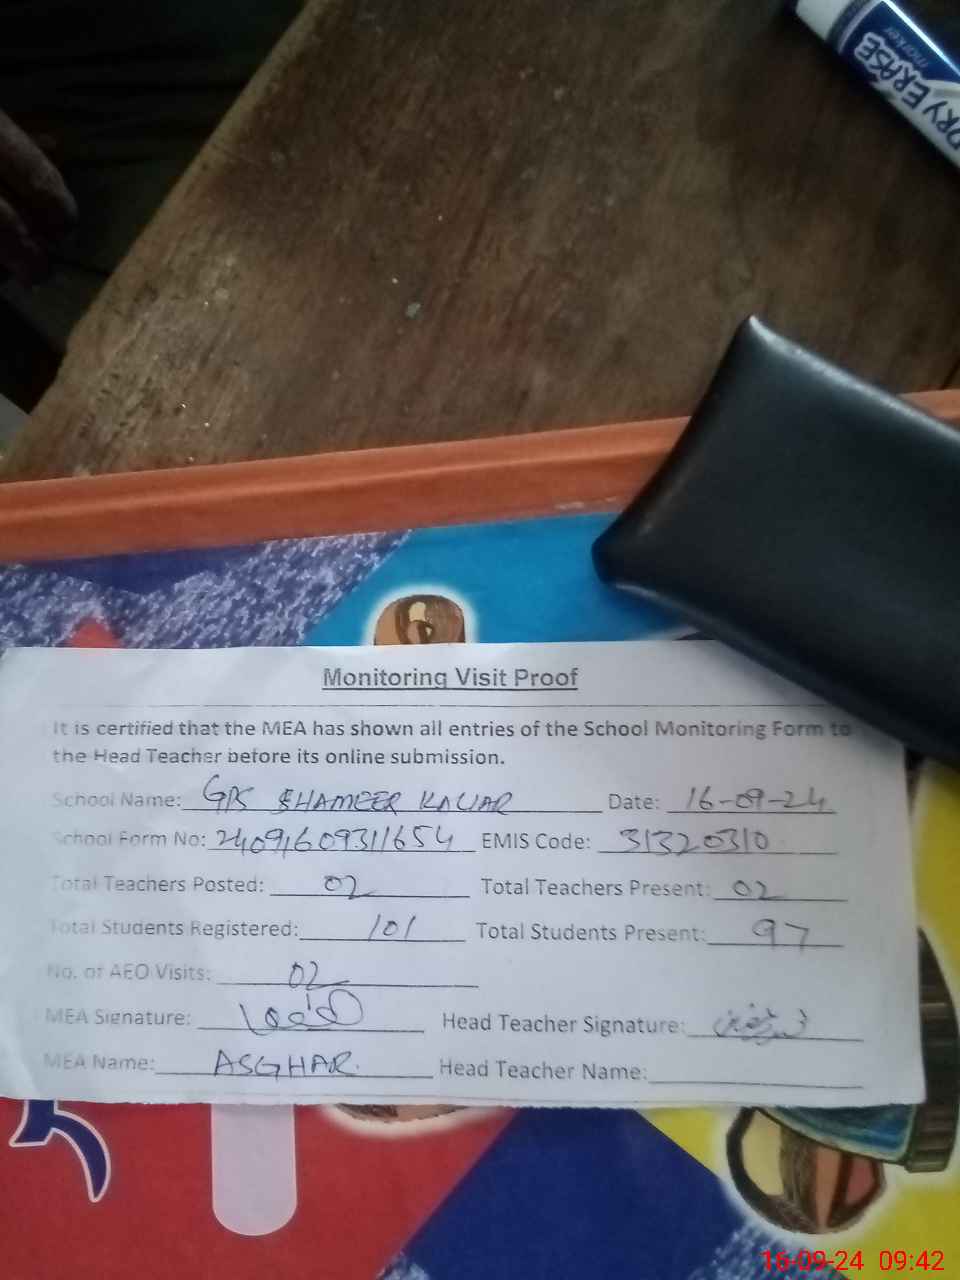 DRY ERASE
marker
Monitoring Visit Proof
It is certified that the MEA has shown all entries of the School Monitoring Form to
the Head Teacher before its online submission.
School Name: GPS SHAMEER KALIAR Date: 16-09-24
School Form No: 24091609311654 EMIS Code: 31320310
Total Teachers Posted: 02 Total Teachers Present: 02
Total Students Registered: 101 Total Students Present: 97
No. of AEO Visits: 02
MEA Signature: Head Teacher Signature:
MEA Name: ASGHAR Head Teacher Name:
16-09-24 09:42